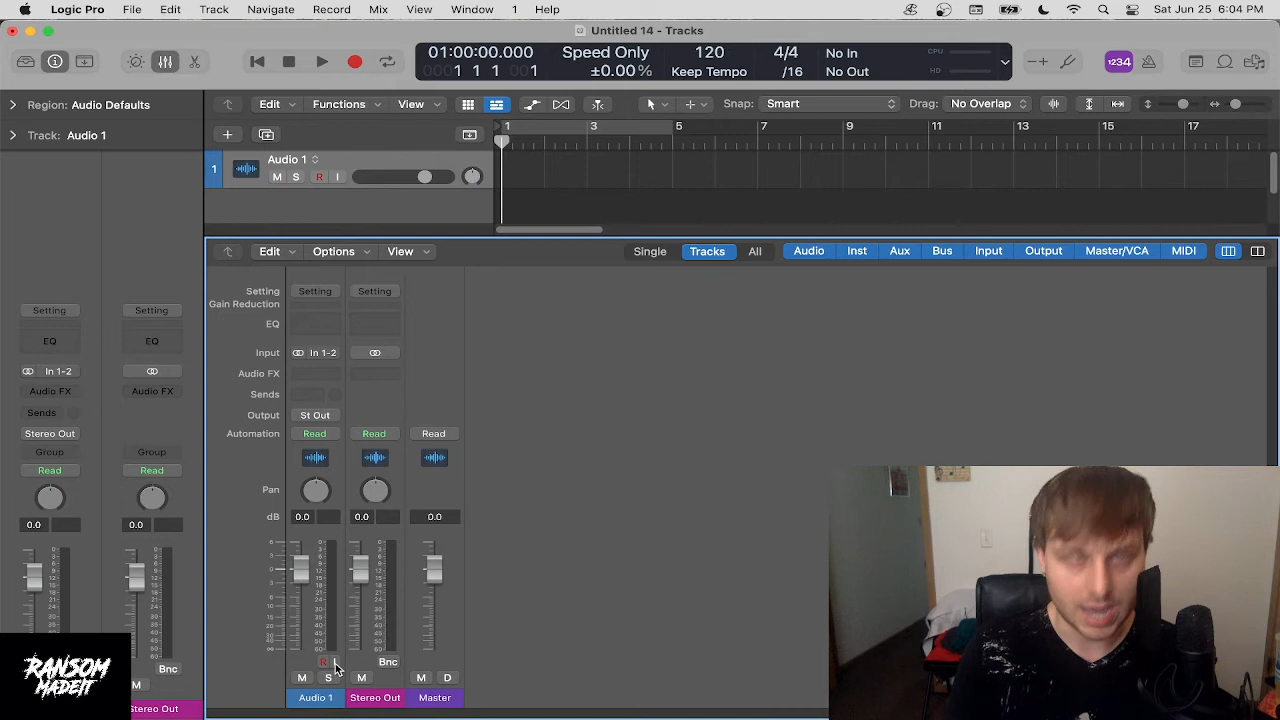 Logic Pro File Edit Track Navigate Record Mix View Window 1 Help Sat Jun 25 6:04 PM
Untitled 14 - Tracks
01:00:00.000 Speed Only 120 4/4 No In CPU
0001 1 1 001 ±0.00% Keep Tempo /16 No Out HD
1234
Region: Audio Defaults
Edit Functions View Snap: Smart Drag: No Overlap
Track: Audio 1
1 3 5 7 9 11 13 15 17
1 Audio 1
M S R I
Edit Options View Single Tracks All Audio Inst Aux Bus Input Output Master/VCA MIDI
Setting Setting Setting
Gain Reduction
EQ
Input In 1-2
Audio FX
Sends
Output St Out
Automation Read Read Read
Pan
dB 0.0 0.0 0.0
R I Bnc
M S M M D
Audio 1 Stereo Out Master
Setting Setting
EQ EQ
In 1-2
Audio FX Audio FX
Sends
Stereo Out
Group Group
Read Read
0.0 0.0
Bnc
M
Stereo Out
RANSOM
MADEIT